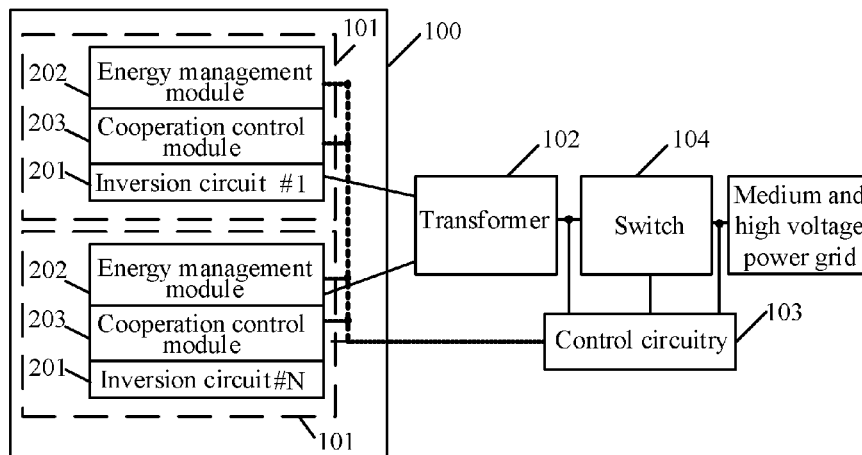 101
100
202
Energy management
module
203
Cooperation control
module
201
Inversion circuit #1
102
Transformer
104
Switch
Medium and
high voltage
power grid
202
Energy management
module
203
Cooperation control
module
201
Inversion circuit#N
101
Control circuitry
103